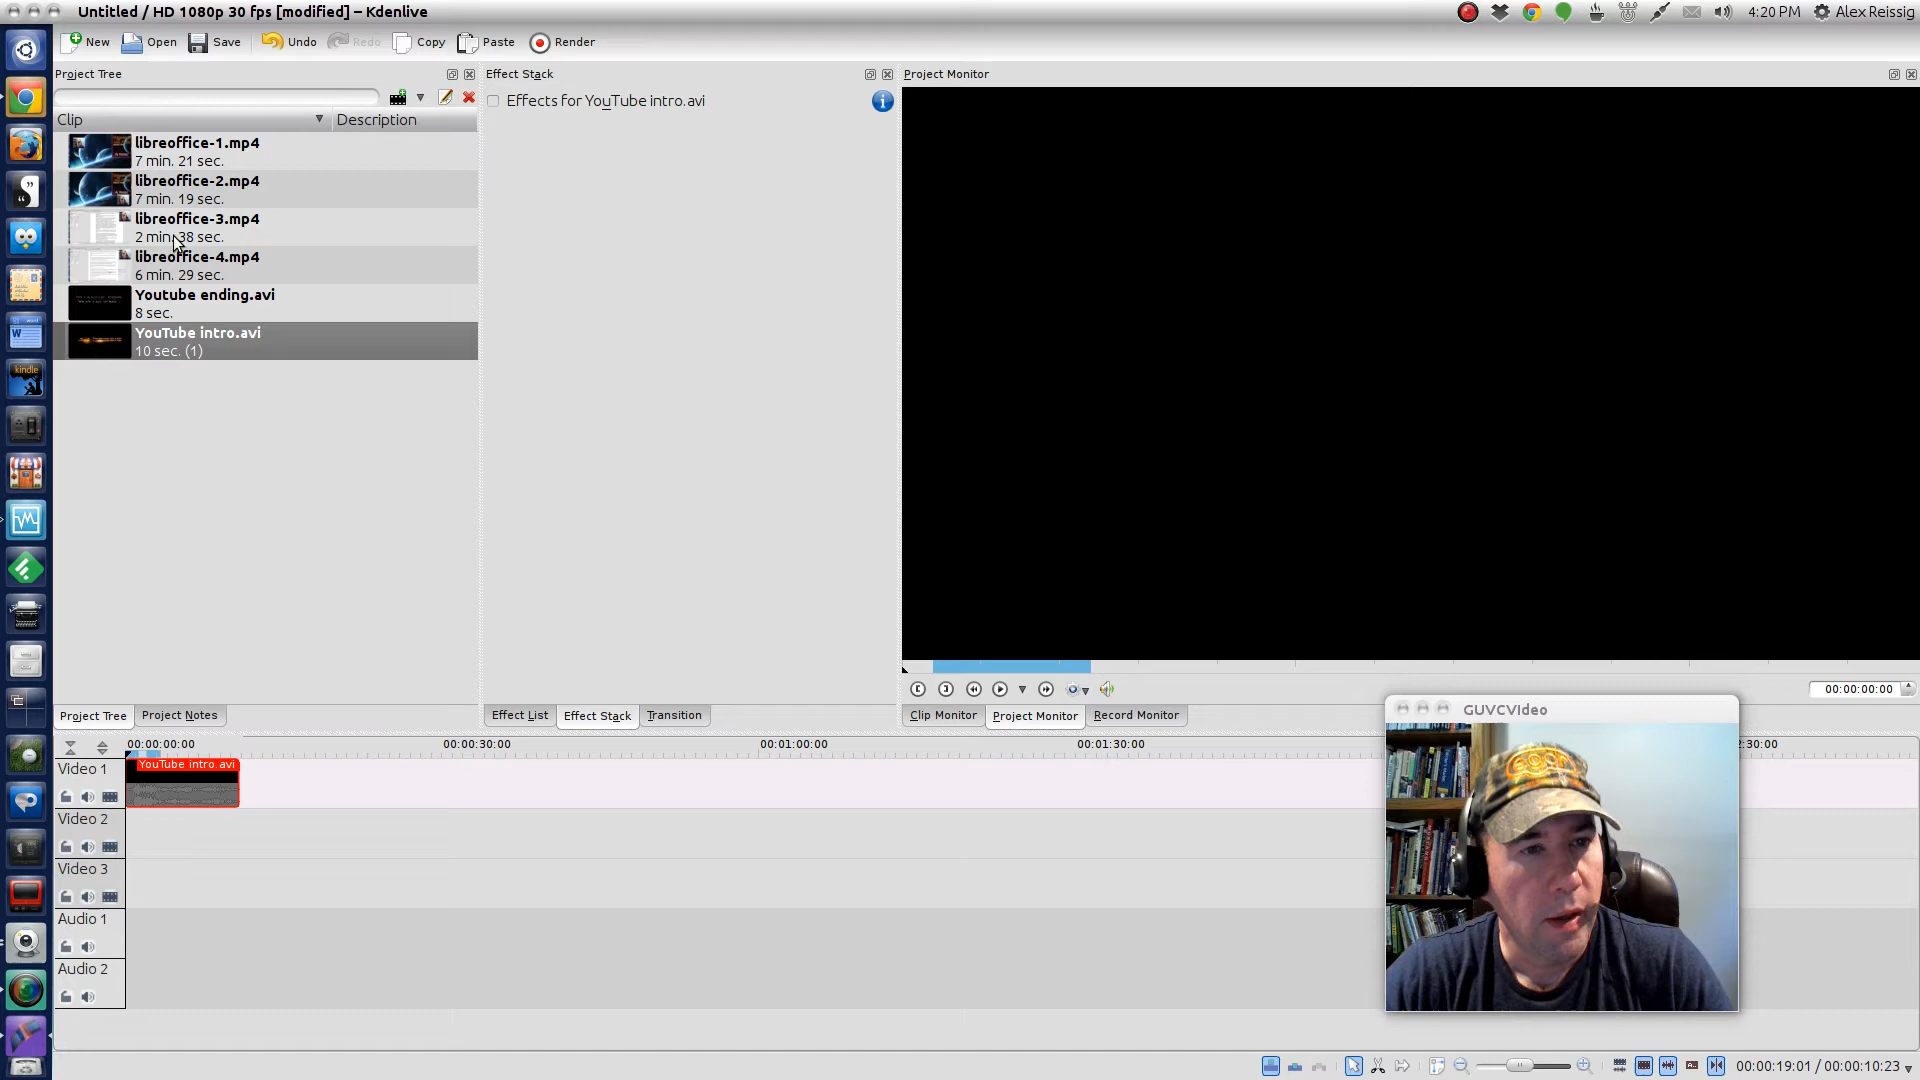 Untitled / HD 1080p 30 fps [modified] – Kdenlive
4:20 PM
Alex Reissig
New
Open
Save
Undo
Redo
Copy
Paste
Render
Project Tree
Effect Stack
Project Monitor
Effects for YouTube intro.avi
Clip
Description
libreoffice-1.mp4
7 min. 21 sec.
libreoffice-2.mp4
7 min. 19 sec.
libreoffice-3.mp4
2 min. 38 sec.
libreoffice-4.mp4
6 min. 29 sec.
Youtube ending.avi
8 sec.
YouTube intro.avi
10 sec. (1)
kindle
00:00:00:00
Project Tree
Project Notes
Effect List
Effect Stack
Transition
Clip Monitor
Project Monitor
Record Monitor
GUVCVideo
00:00:00:00
00:00:30:00
00:01:00:00
00:01:30:00
2:30:00
Video 1
YouTube intro.avi
Video 2
Video 3
Audio 1
Audio 2
00:00:19:01 / 00:00:10:23